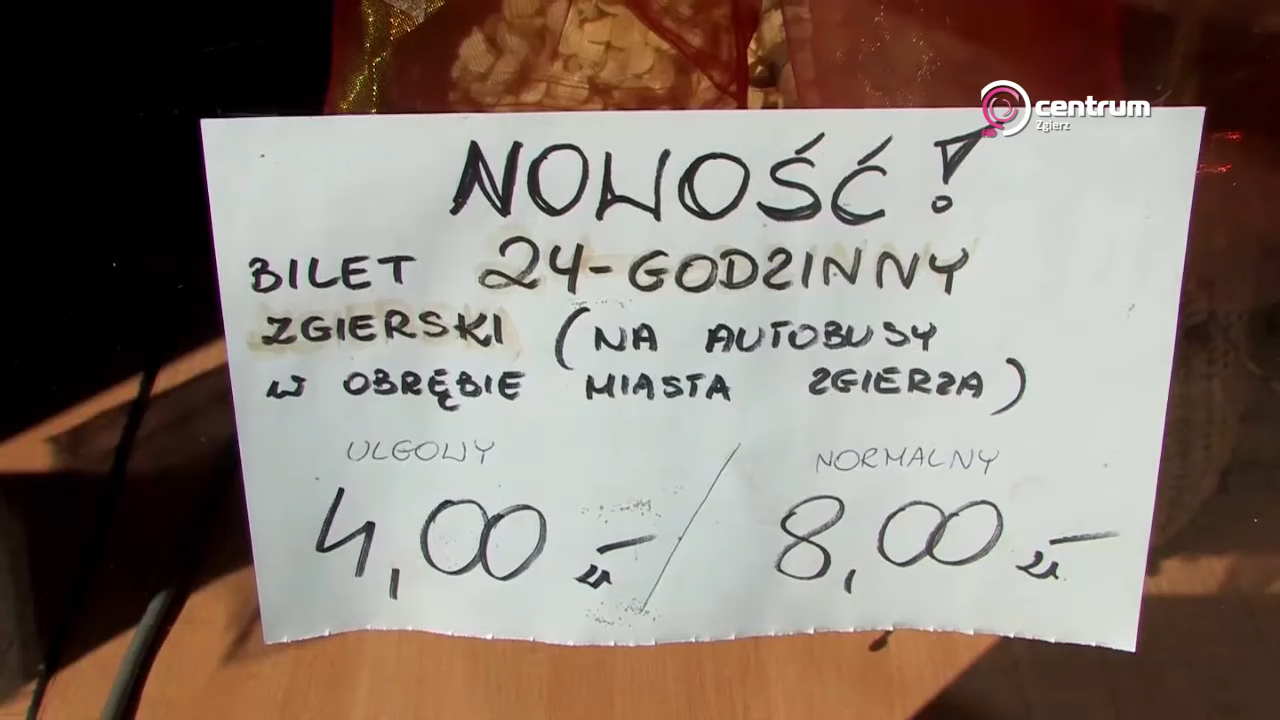 centrum
Zgierz
NOWOŚĆ!
BILET 24-GODZINNY
ZGIERSKI (NA AUTOBUSY
W OBRĘBIE MIASTA ZGIERZA)
ULGOWY / NORMALNY
4,00 zł / 8,00 zł